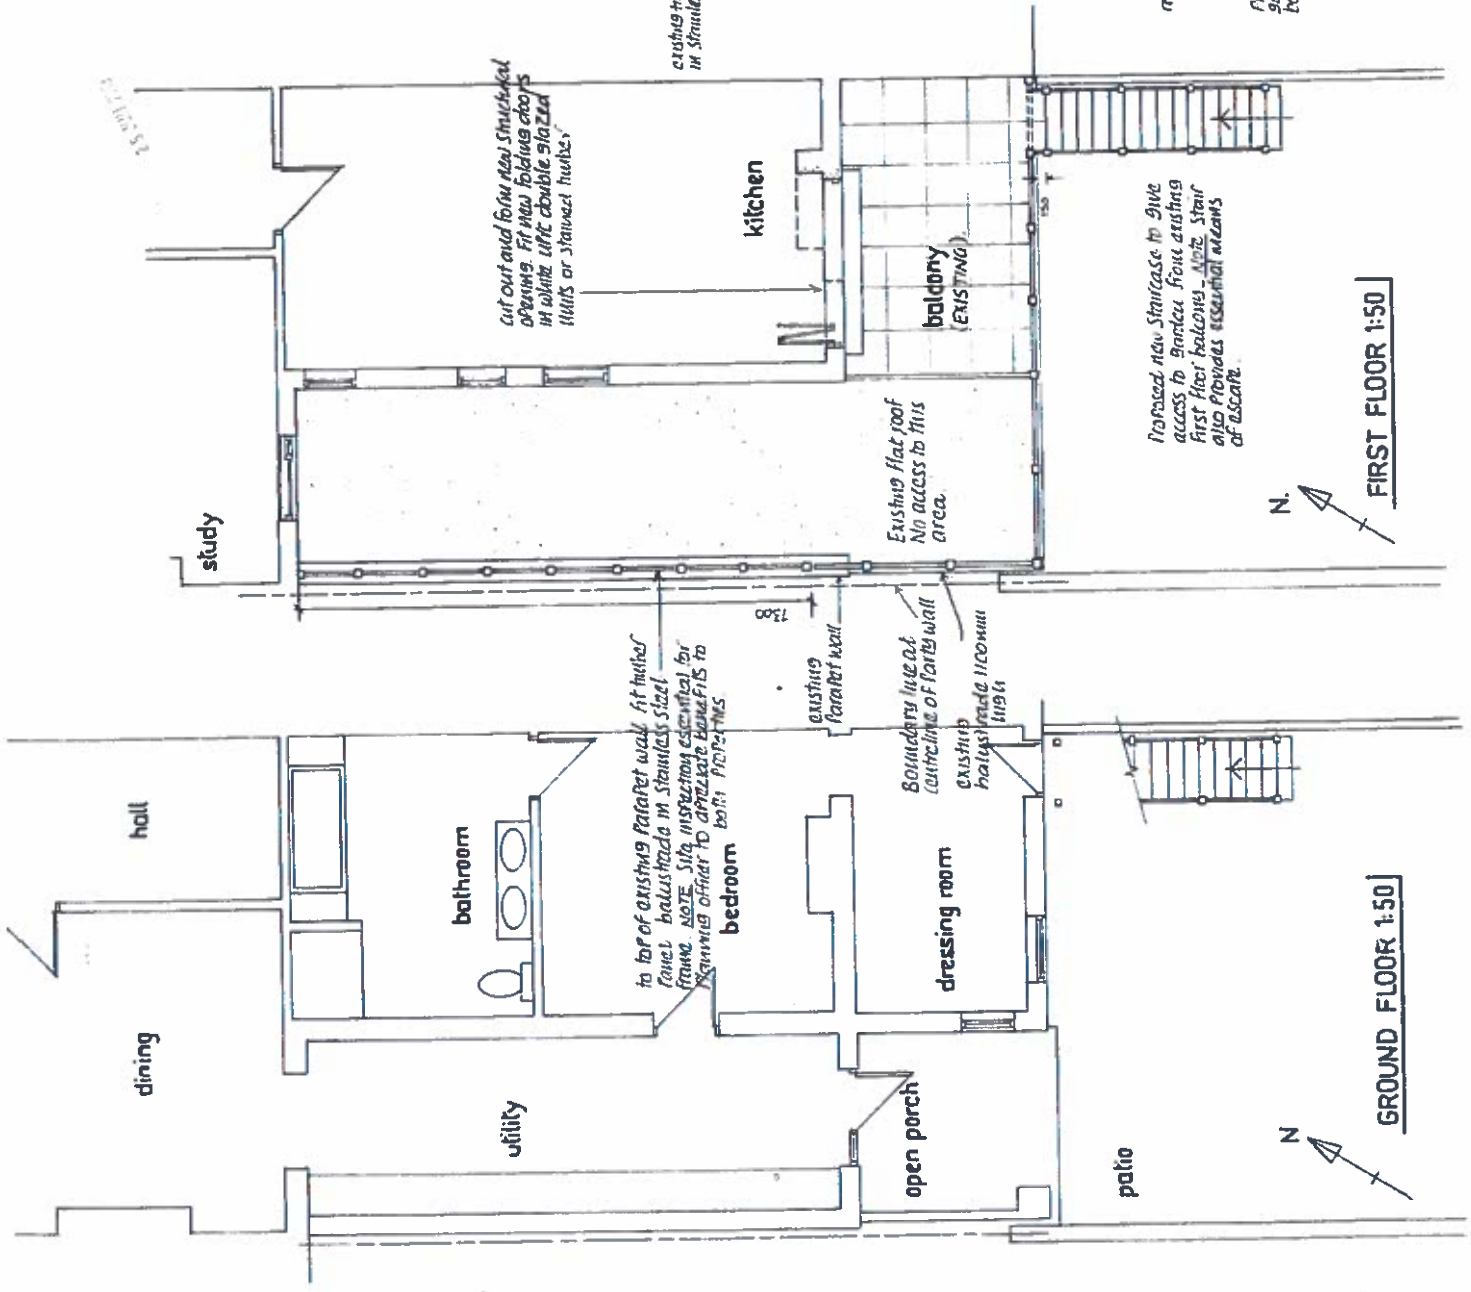 hall
dining
bathroom
utility
bedroom
dressing room
open porch
patio
N
GROUND FLOOR 1:50
to top of existing Parapet wall fit timber
Panel balustrade in stainless steel
frame. NOTE Site inspection essential for
Planning officer to appreciate benefits to
both Properties
existing
Parapet wall
Boundary line at
centreline of Party wall
existing
balustrade 1100mm
high
7300
study
cut out and form new structural
opening. Fit new folding doors
in white uPVC double glazed
units or stained timber
kitchen
balcony
(EXISTING).
Existing flat roof
No access to this
area.
150
Proposed new Staircase to give
access to garden from existing
First floor balcony. NOTE Stair
also Provides essential means
of escape.
N.
FIRST FLOOR 1:50
existing
in